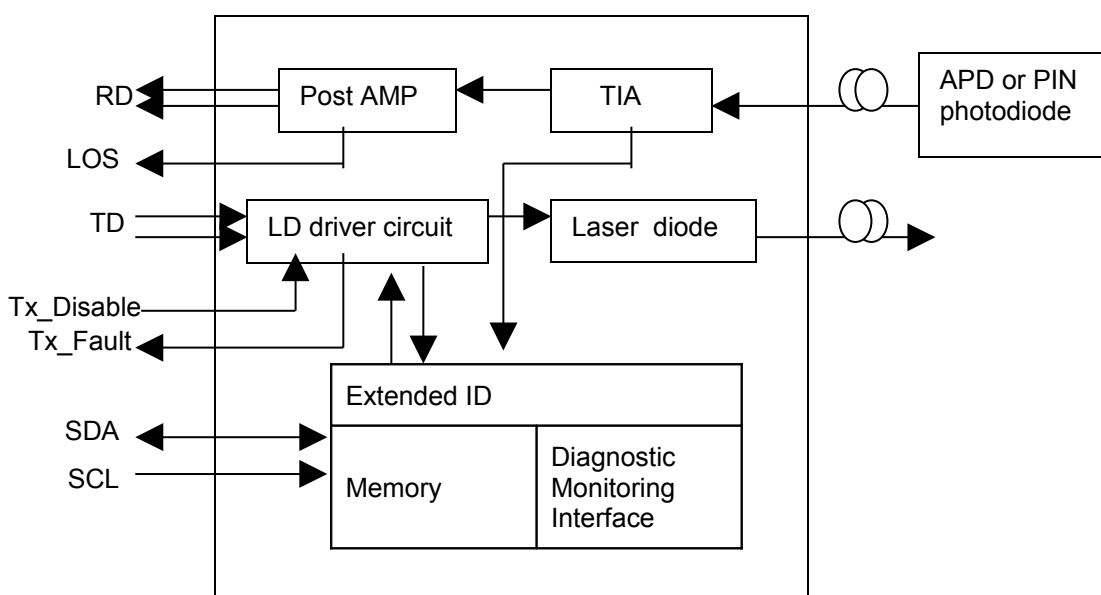 RD
Post AMP
TIA
APD or PIN
photodiode
LOS
TD
LD driver circuit
Laser diode
Tx_Disable
Tx_Fault
Extended ID
SDA
SCL
Memory
Diagnostic
Monitoring
Interface